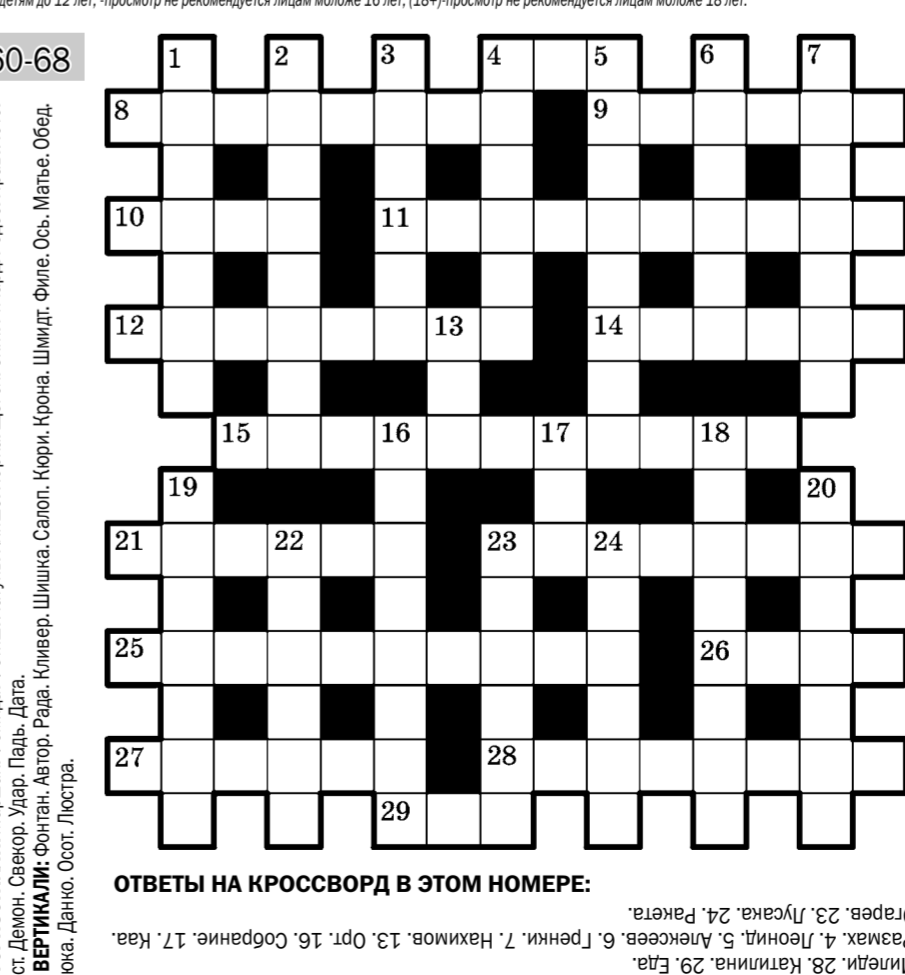 детям до 12 лет, -просмотр не рекомендуется лицам моложе 16 лет, (18+)-просмотр не рекомендуется лицам моложе 18 лет.
60-68
1 2 3 4 5 6 7
8 9
10 11
12 13 14
15 16 17 18
19 20
21 22 23 24
25 26
27 28
29
ст. Демон. Свекор. Удар. Падь. Дата.
ВЕРТИКАЛИ: Фонтан. Автор. Рада. Кливер. Шишка. Салоп. Кюри. Крона. Шмидт. Филе. Ось. Матье. Обед.
юка. Данко. Осот. Люстра.
ОТВЕТЫ НА КРОССВОРД В ЭТОМ НОМЕРЕ:
28. Катилина. 29. Еда.
4. Леонид. 5. Алексеев. 6. Гренки. 7. Нахимов. 13. Орт. 16. Собрание. 17. Каа.
23. Лусака. 24. Ракета.